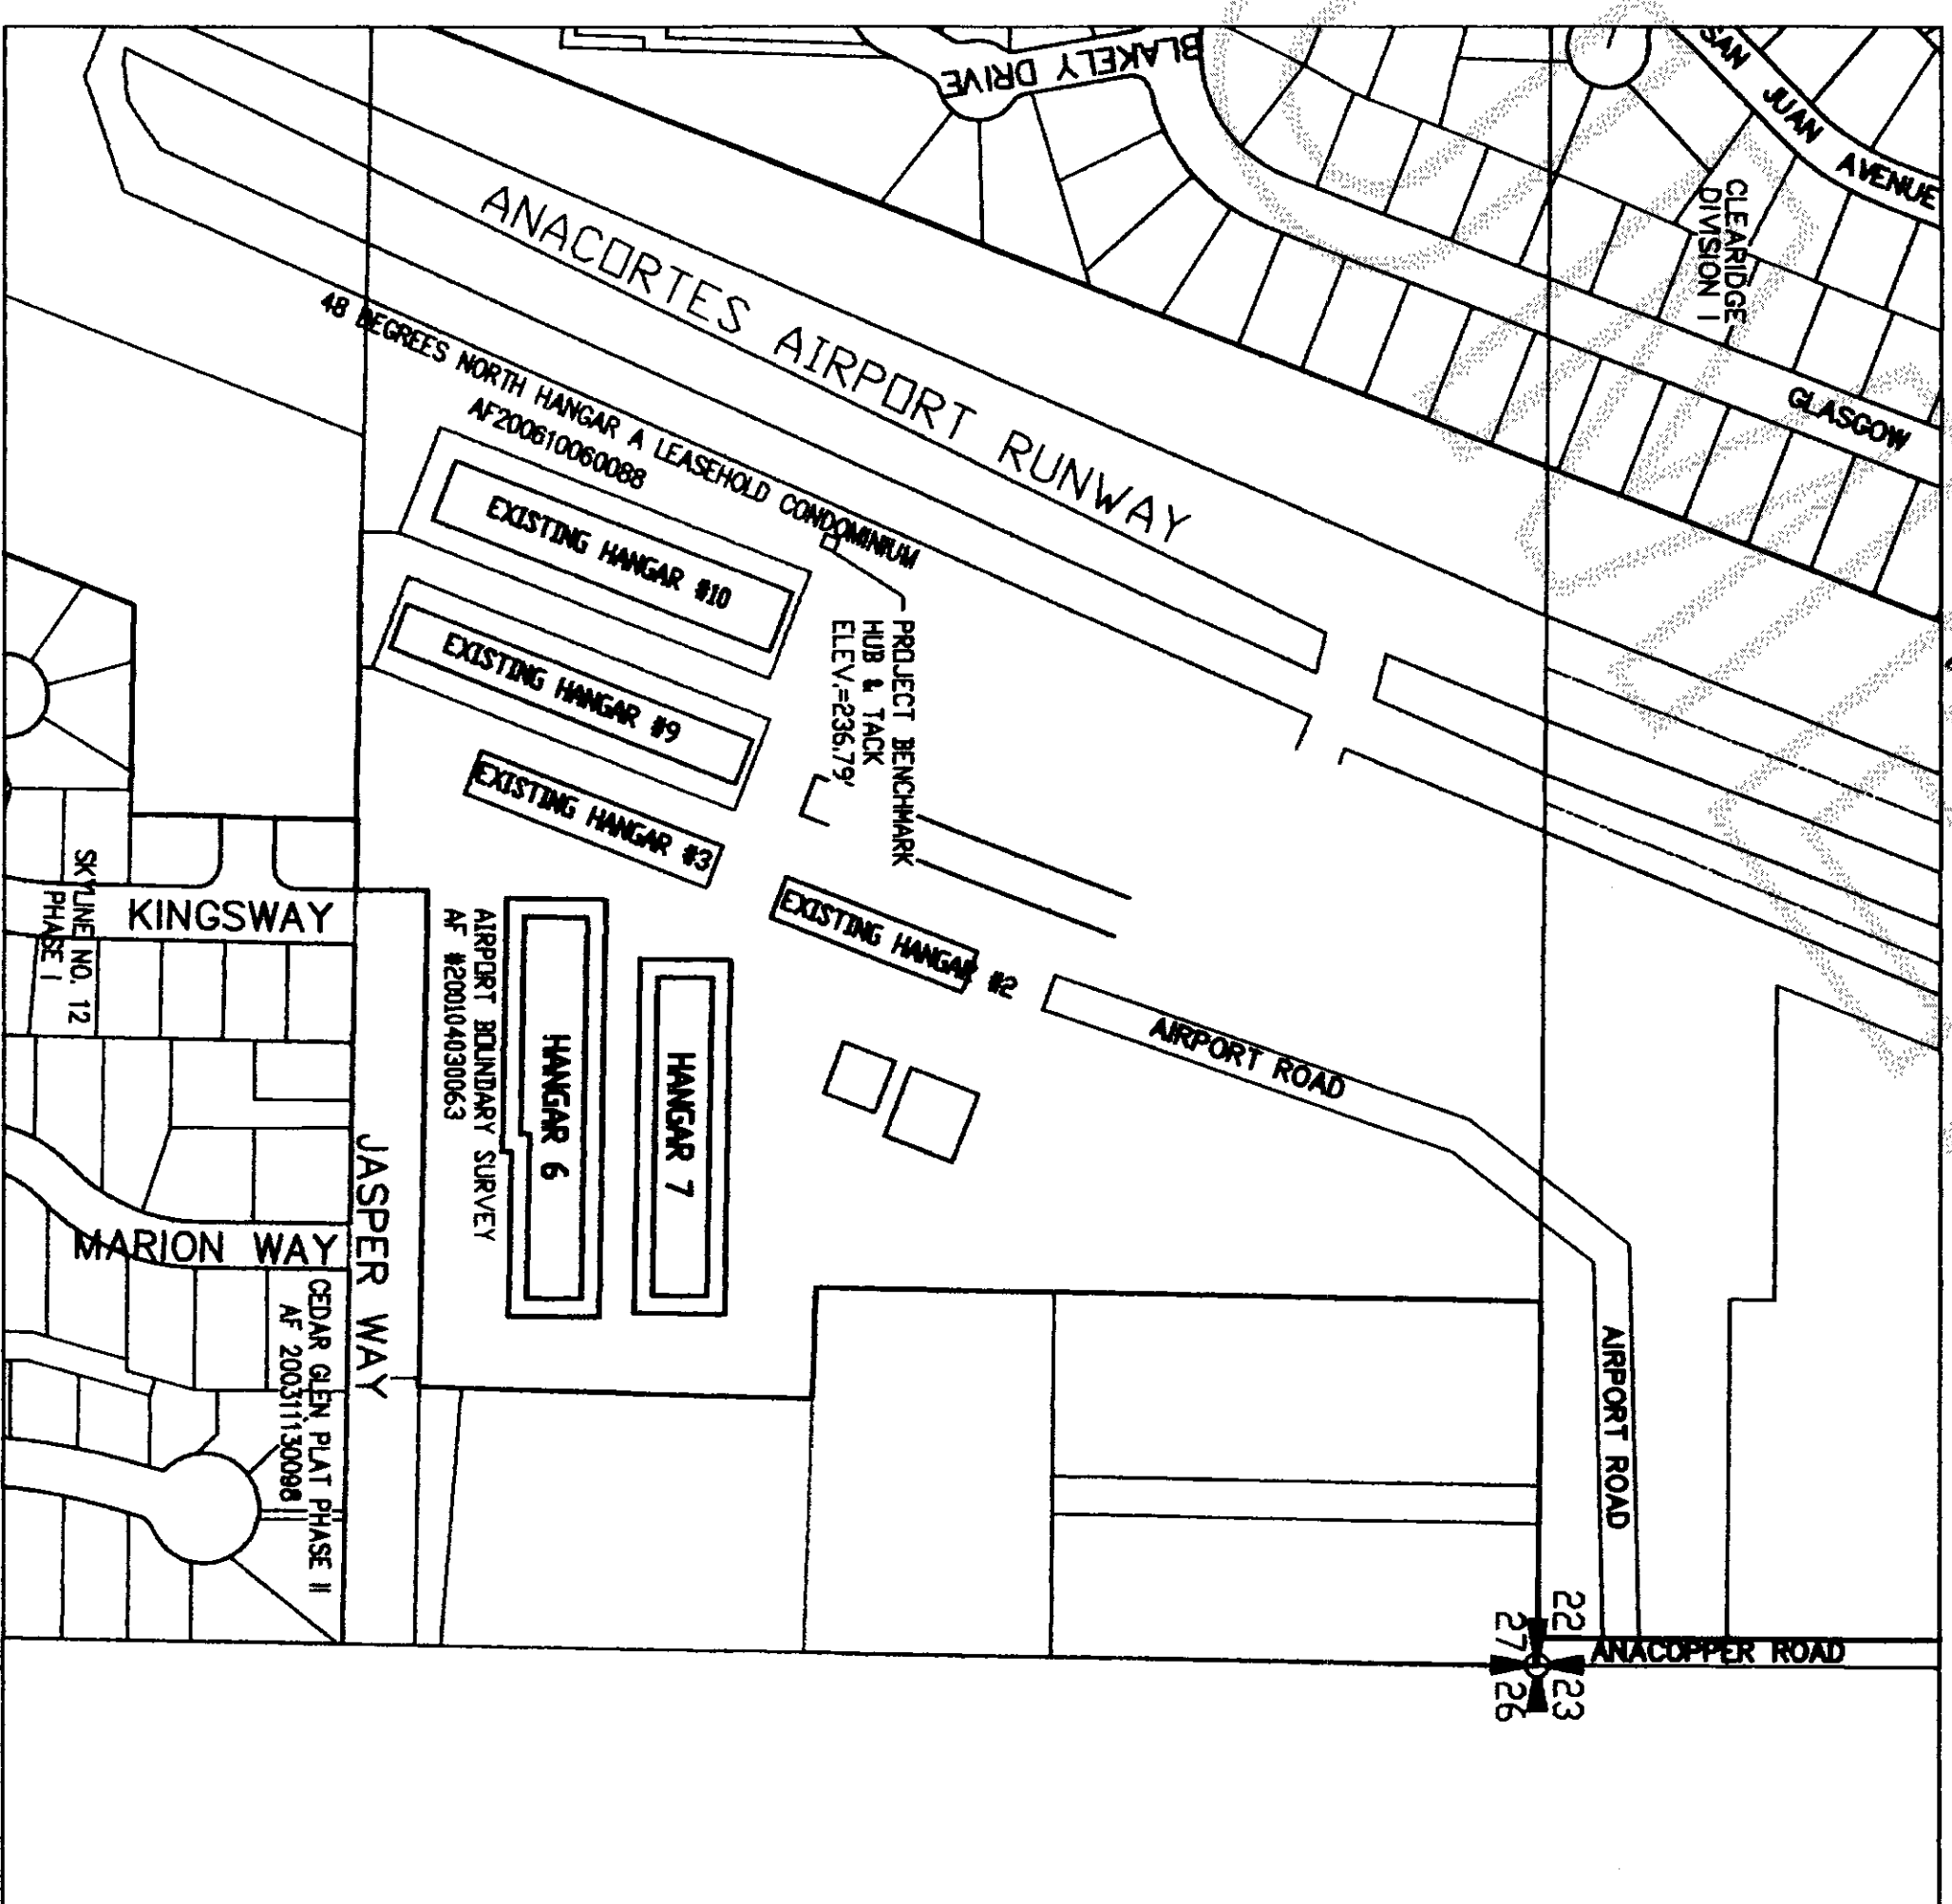 BLAKELY DRIVE
SAN JUAN AVENUE
CLEARIDGE
DIVISION I
GLASGOW
ANACORTES AIRPORT RUNWAY
48 DEGREES NORTH HANGAR A LEASEHOLD CONDOMINIUM
AF200610060088
EXISTING HANGAR #10
EXISTING HANGAR #9
EXISTING HANGAR #3
PROJECT BENCHMARK
HUB & TACK
ELEV.=236.79'
EXISTING HANGAR #2
AIRPORT ROAD
HANGAR 7
HANGAR 6
AIRPORT BOUNDARY SURVEY
AF #200104030063
KINGSWAY
SKYLINE NO. 12
PHASE I
JASPER WAY
MARION WAY
CEDAR GLEN PLAT PHASE II
AF 200311130098
AIRPORT ROAD
ANACOPPER ROAD
22
23
27
26